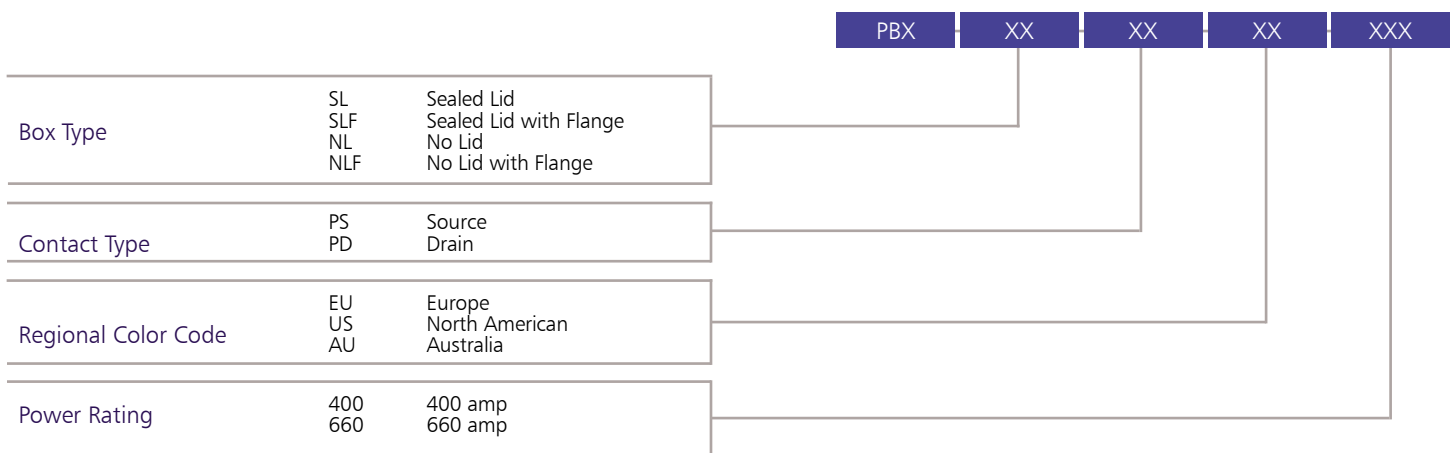 PBX XX XX XX XXX
Box Type
SL Sealed Lid
SLF Sealed Lid with Flange
NL No Lid
NLF No Lid with Flange
Contact Type
PS Source
PD Drain
Regional Color Code
EU Europe
US North American
AU Australia
Power Rating
400 400 amp
660 660 amp